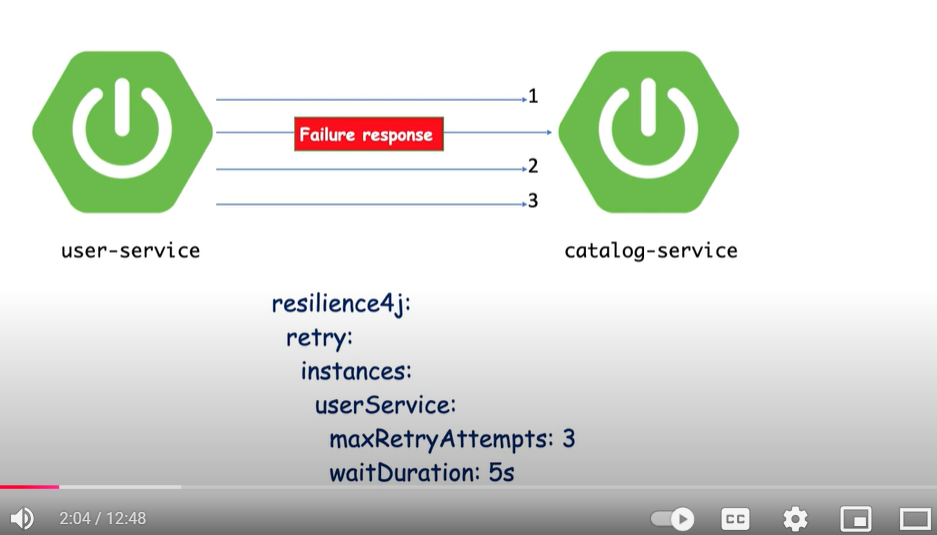 1
Failure response
2
3
user-service
catalog-service
resilience4j:
retry:
instances:
userService:
maxRetryAttempts: 3
waitDuration: 5s
2:04 / 12:48
CC